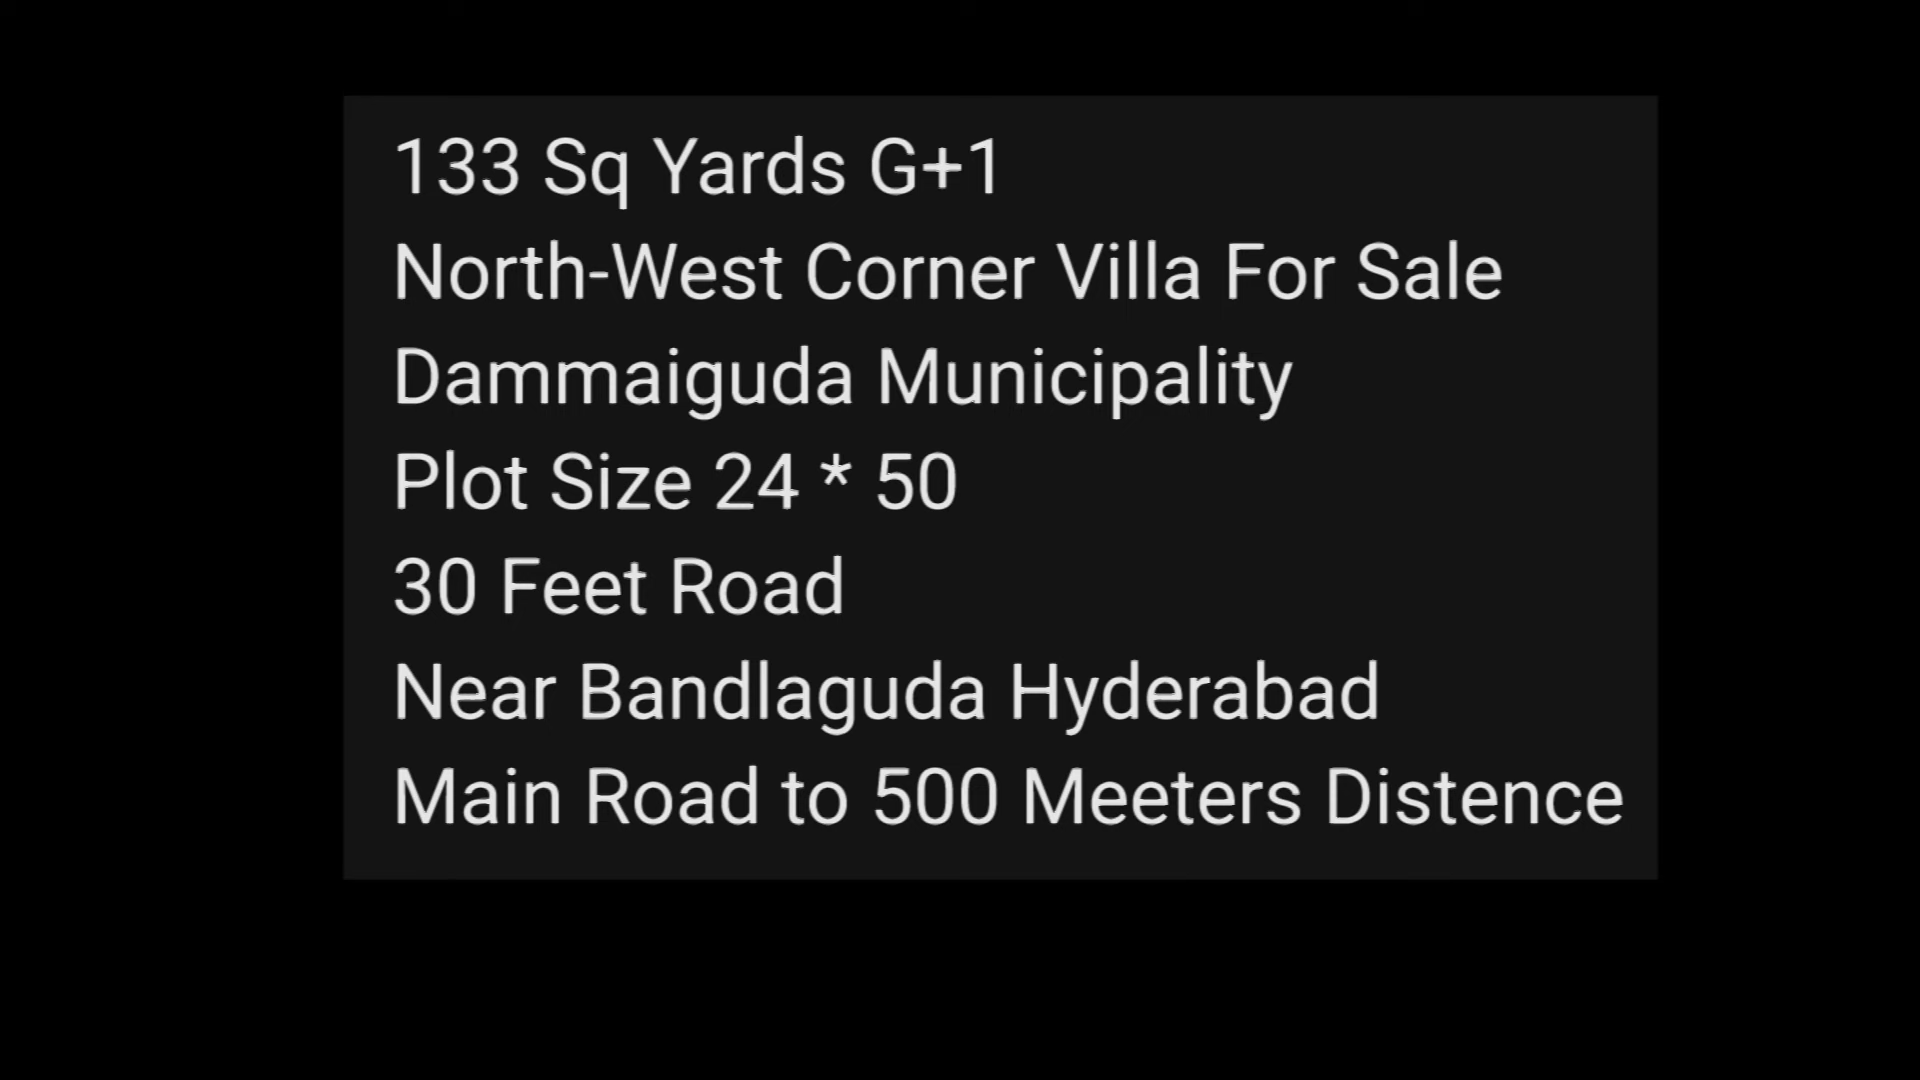 133 Sq Yards G+1
North-West Corner Villa For Sale
Dammaiguda Municipality
Plot Size 24 * 50
30 Feet Road
Near Bandlaguda Hyderabad
Main Road to 500 Meeters Distence